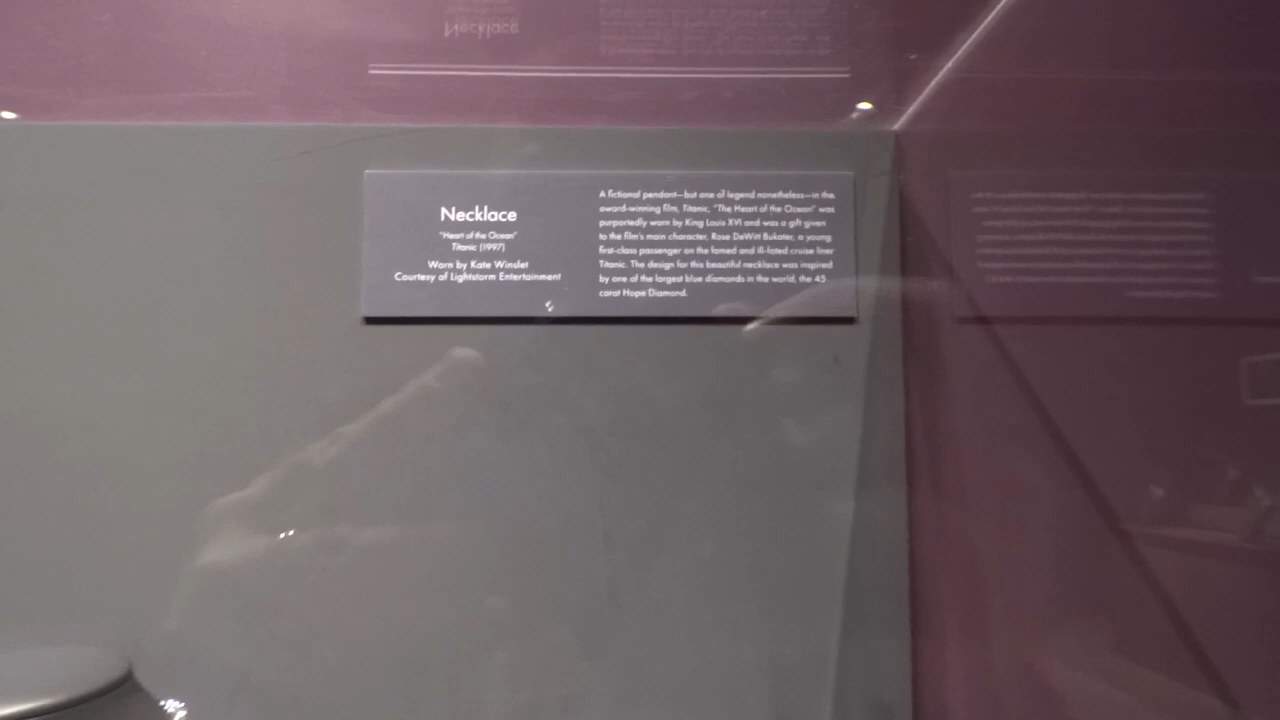 Necklace
"Heart of the Ocean"
Titanic (1997)
Worn by Kate Winslet
Courtesy of Lightstorm Entertainment
A fictional pendant—but one of legend nonetheless—in the
award-winning film, Titanic, "The Heart of the Ocean" was
purportedly worn by King Louis XVI and was a gift given
to the film's main character, Rose DeWitt Bukater, a young,
first-class passenger on the famed and ill-fated cruise liner
Titanic. The design for this beautiful necklace was inspired
by one of the largest blue diamonds in the world, the 45
carat Hope Diamond.